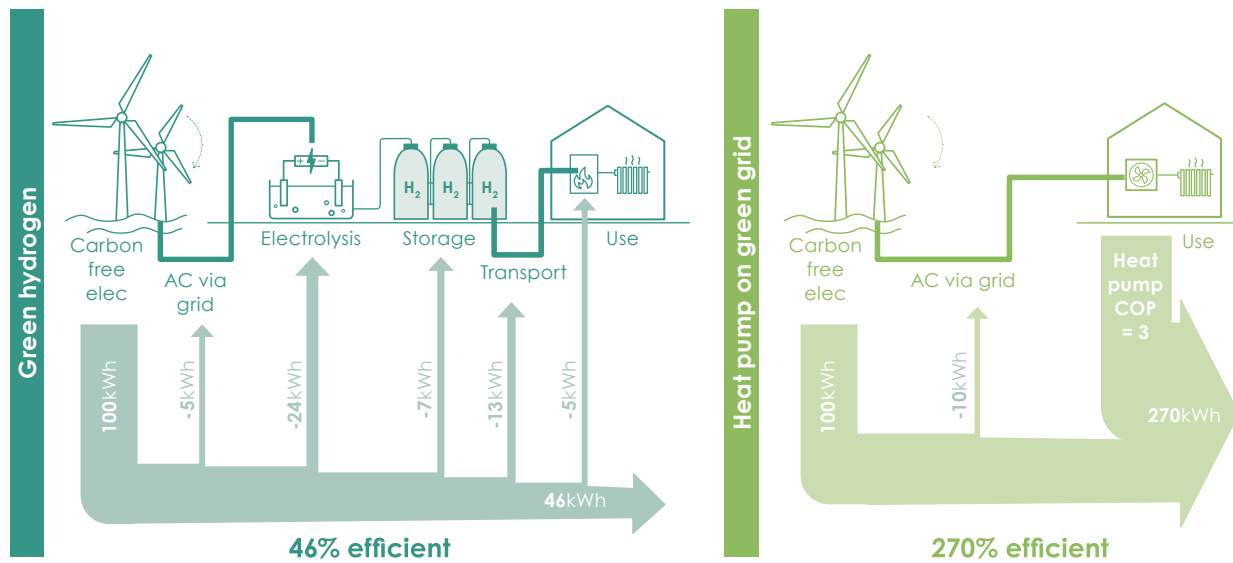 Green hydrogen
+
-
H2
H2
H2
Carbon
free
elec
AC via
grid
Electrolysis
Storage
Transport
Use
100kWh
-5kWh
-24kWh
-7kWh
-13kWh
-5kWh
46kWh
46% efficient
Heat pump on green grid
Carbon
free
elec
AC via grid
Use
Heat
pump
COP
= 3
100kWh
-10kWh
270kWh
270% efficient